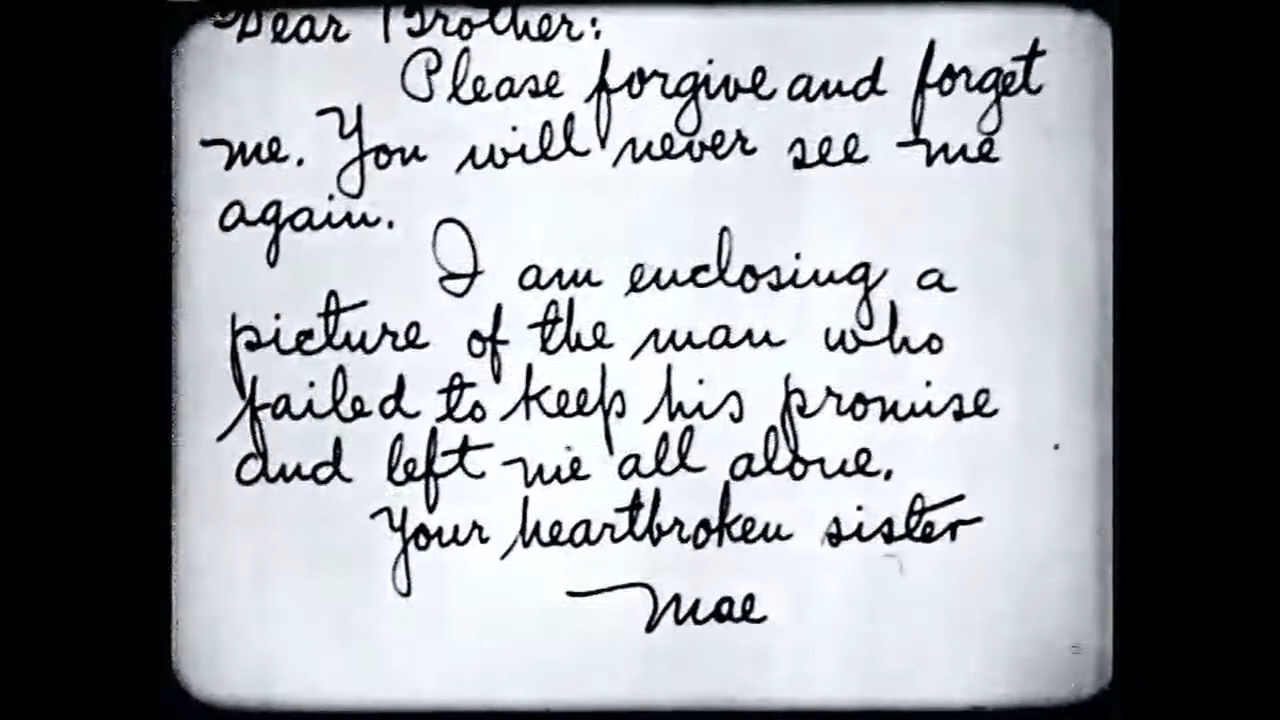 Dear Brother:
Please forgive and forget
me. You will never see me
again.
I am enclosing a
picture of the man who
failed to keep his promise
and left me all alone.
Your heartbroken sister
Mae